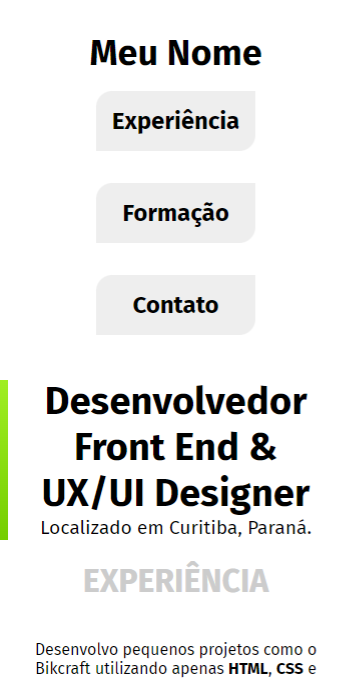 Meu Nome
Experiência
Formação
Contato
Desenvolvedor
Front End &
UX/UI Designer
Localizado em Curitiba, Paraná.
EXPERIÊNCIA
Desenvolvo pequenos projetos como o
Bikcraft utilizando apenas HTML, CSS e